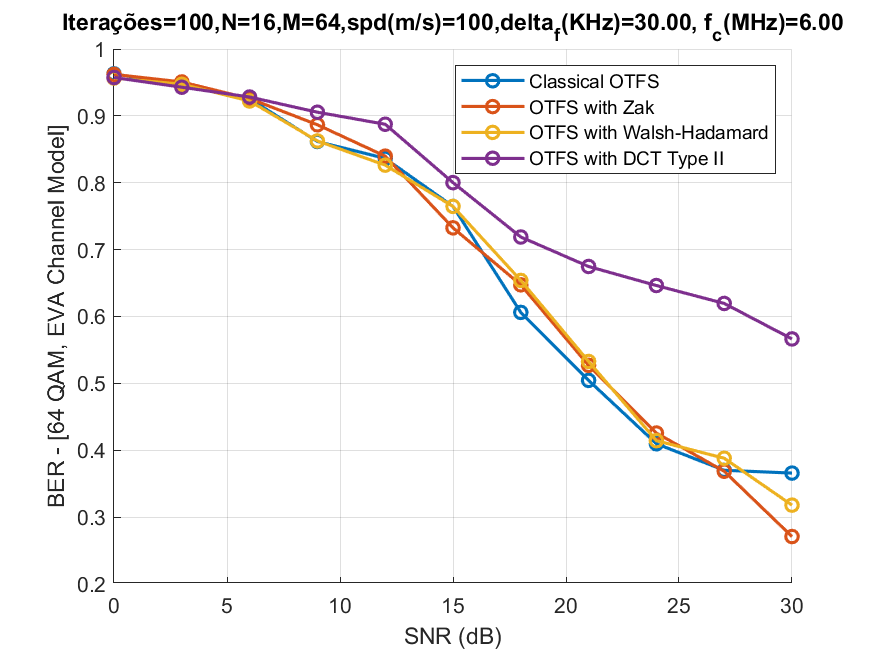 Iterações=100,N=16,M=64,spd(m/s)=100,delta_f(KHz)=30.00, f_c(MHz)=6.00
1
0.9
0.8
0.7
0.6
0.5
0.4
0.3
0.2
BER - [64 QAM, EVA Channel Model]
Classical OTFS
OTFS with Zak
OTFS with Walsh-Hadamard
OTFS with DCT Type II
0 5 10 15 20 25 30
SNR (dB)